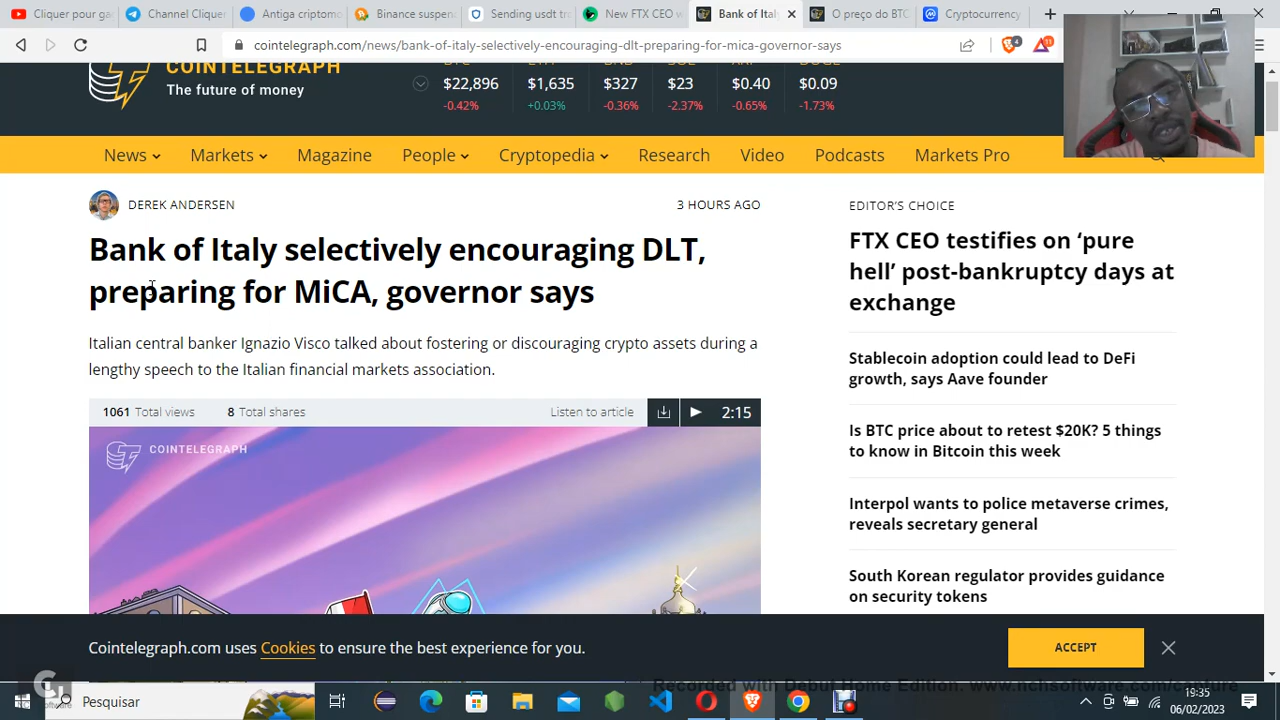 Cliquer pour ga
Channel Clique
Antiga criptom
Binance suspen
Sending usdt tr
New FTX CEO w
Bank of Ital
O preço do BTC
Cryptocurrency
cointelegraph.com/news/bank-of-italy-selectively-encouraging-dlt-preparing-for-mica-governor-says
4
COINTELEGRAPH
The future of money
$22,896 $1,635 $327 $23 $0.40 $0.09
-0.42% +0.03% -0.36% -2.37% -0.65% -1.73%
News Markets Magazine People Cryptopedia Research Video Podcasts Markets Pro
DEREK ANDERSEN
3 HOURS AGO
Bank of Italy selectively encouraging DLT,
preparing for MiCA, governor says
Italian central banker Ignazio Visco talked about fostering or discouraging crypto assets during a
lengthy speech to the Italian financial markets association.
1061 Total views 8 Total shares Listen to article 2:15
COINTELEGRAPH
EDITOR'S CHOICE
FTX CEO testifies on ‘pure
hell’ post-bankruptcy days at
exchange
Stablecoin adoption could lead to DeFi
growth, says Aave founder
Is BTC price about to retest $20K? 5 things
to know in Bitcoin this week
Interpol wants to police metaverse crimes,
reveals secretary general
South Korean regulator provides guidance
on security tokens
Cointelegraph.com uses Cookies to ensure the best experience for you.
ACCEPT
Recorded with Debut Home Edition. www.nchsoftware.com/capture
Pesquisar
19:35
06/02/2023